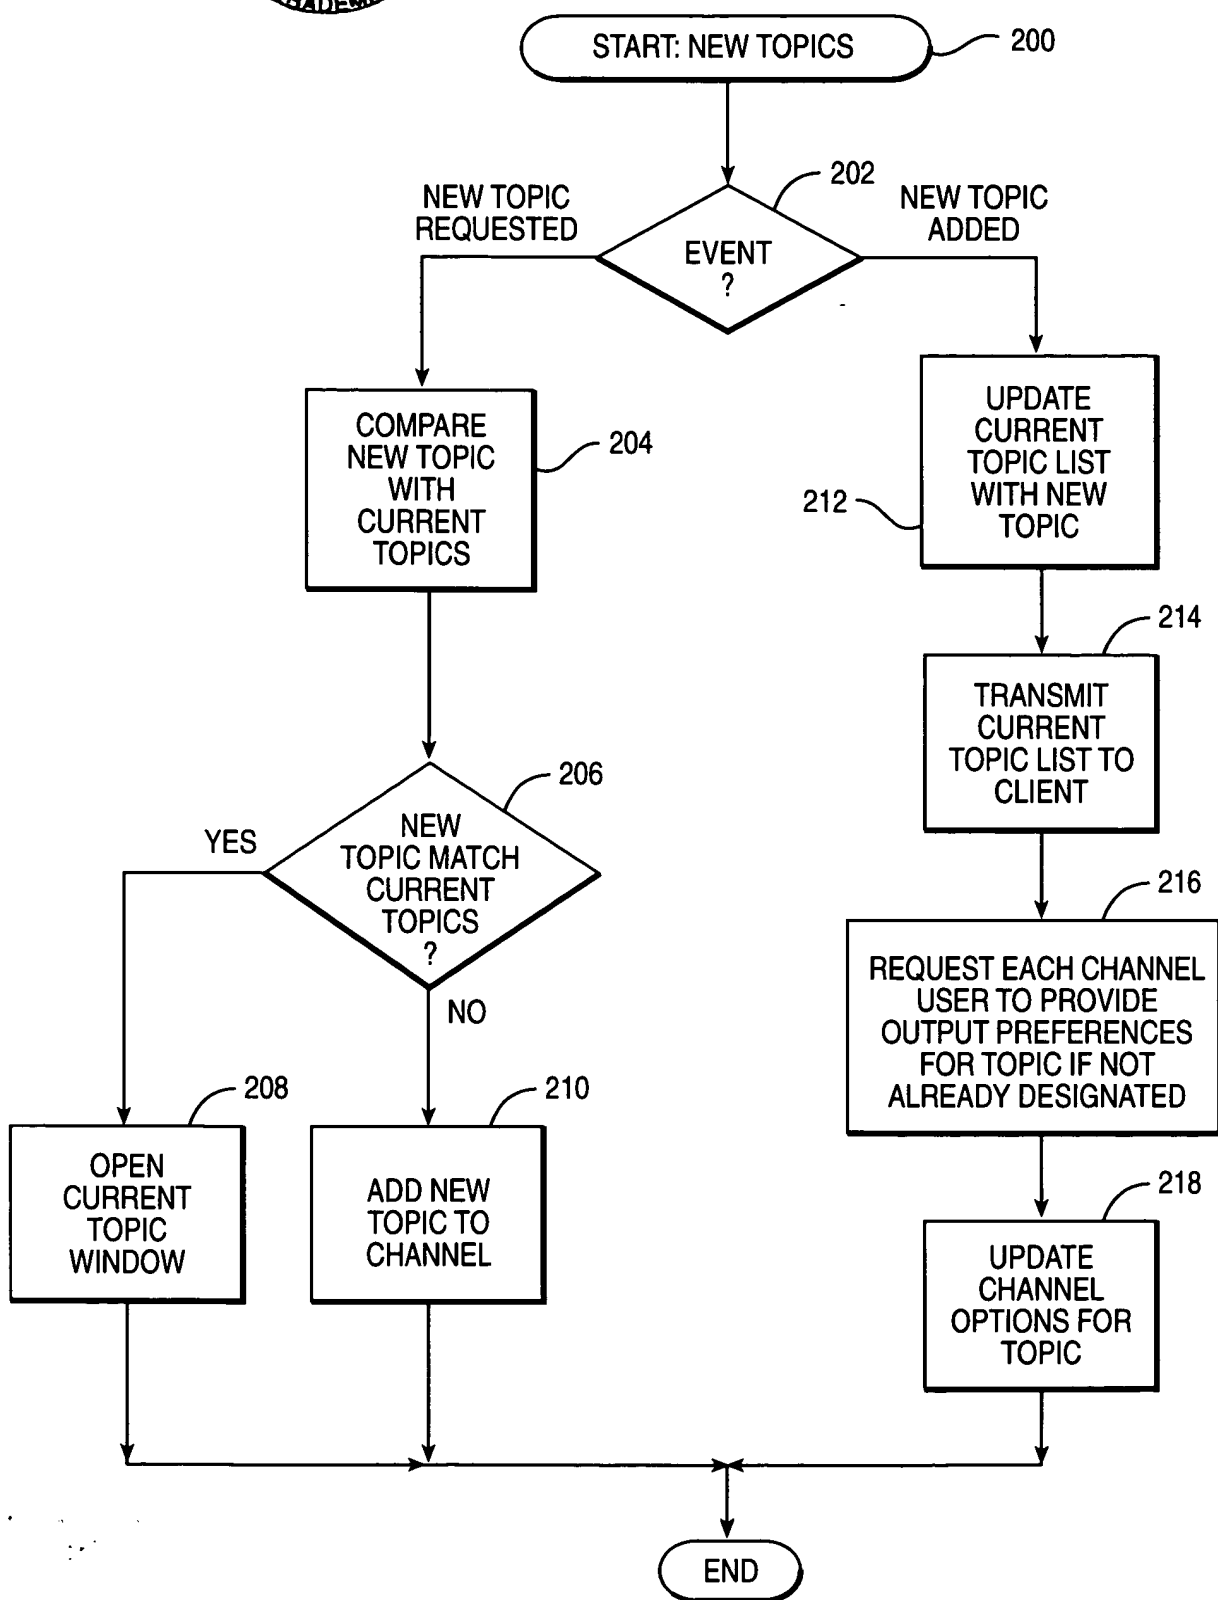 START: NEW TOPICS
200
202
NEW TOPIC
REQUESTED
NEW TOPIC
ADDED
EVENT
?
COMPARE
NEW TOPIC
WITH
CURRENT
TOPICS
204
UPDATE
CURRENT
TOPIC LIST
WITH NEW
TOPIC
212
214
TRANSMIT
CURRENT
TOPIC LIST TO
CLIENT
206
NEW
TOPIC MATCH
CURRENT
TOPICS
?
YES
NO
216
REQUEST EACH CHANNEL
USER TO PROVIDE
OUTPUT PREFERENCES
FOR TOPIC IF NOT
ALREADY DESIGNATED
208
OPEN
CURRENT
TOPIC
WINDOW
210
ADD NEW
TOPIC TO
CHANNEL
218
UPDATE
CHANNEL
OPTIONS FOR
TOPIC
END